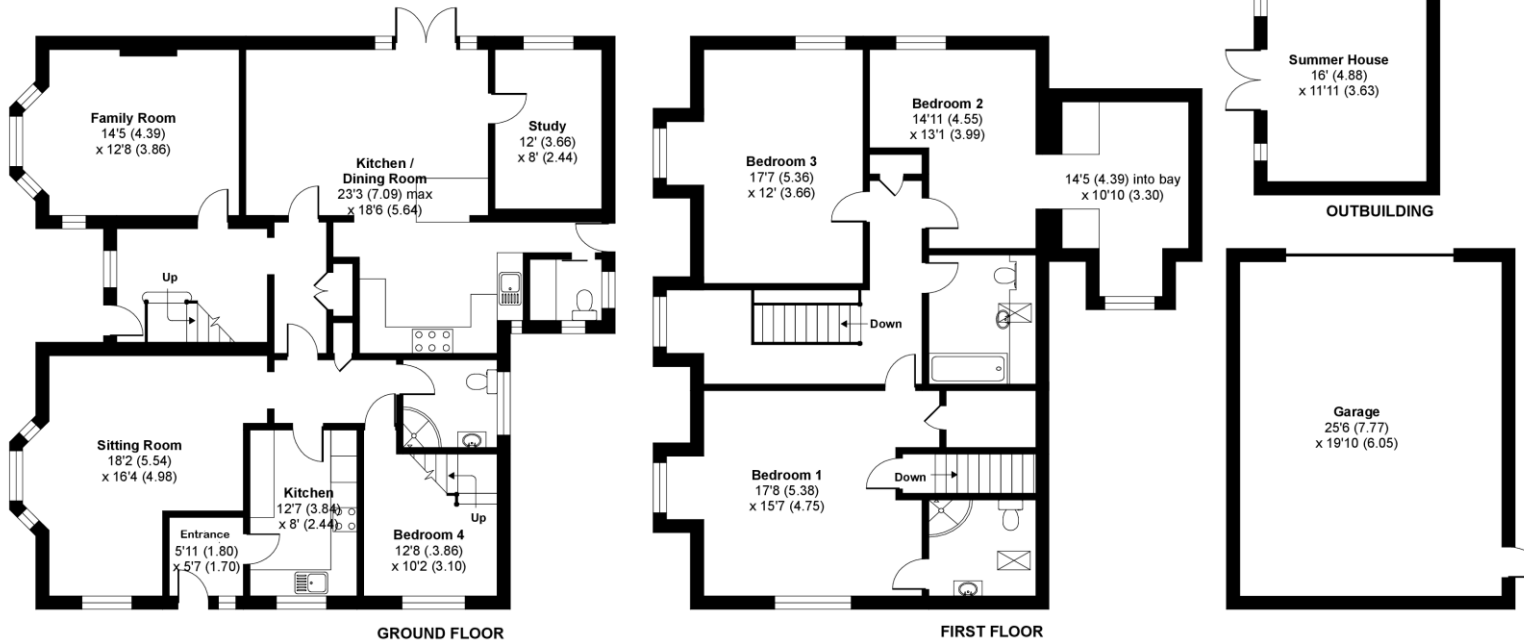 Family Room
14'5 (4.39)
x 12'8 (3.86)
Kitchen /
Dining Room
23'3 (7.09) max
x 18'6 (5.64)
Study
12' (3.66)
x 8' (2.44)
Up
Sitting Room
18'2 (5.54)
x 16'4 (4.98)
Kitchen
12'7 (3.84)
x 8' (2.44)
Entrance
5'11 (1.80)
x 5'7 (1.70)
Bedroom 4
12'8 (.3.86)
x 10'2 (3.10)
Up
GROUND FLOOR
Bedroom 3
17'7 (5.36)
x 12' (3.66)
Bedroom 2
14'11 (4.55)
x 13'1 (3.99)
14'5 (4.39) into bay
x 10'10 (3.30)
Down
Bedroom 1
17'8 (5.38)
x 15'7 (4.75)
Down
FIRST FLOOR
Summer House
16' (4.88)
x 11'11 (3.63)
OUTBUILDING
Garage
25'6 (7.77)
x 19'10 (6.05)